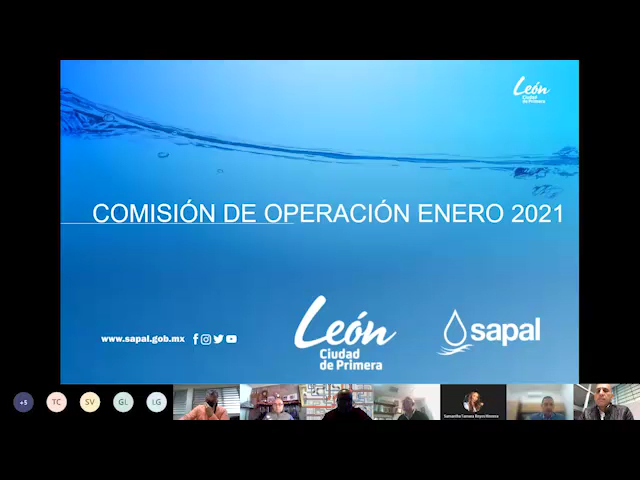 León
Ciudad
de Primera
COMISIÓN DE OPERACIÓN ENERO 2021
www.sapal.gob.mx
León
Ciudad
de Primera
sapal
+5
TC
SV
GL
LG